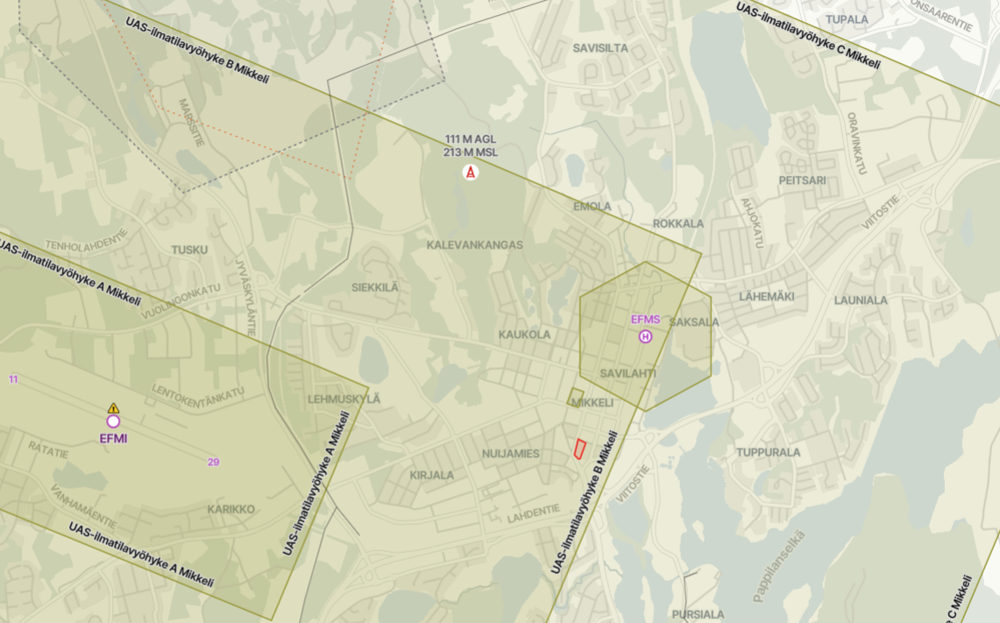 UAS-ilmatilavyöhyke B Mikkeli
UAS-ilmatilavyöhyke C Mikkeli
TUPALA
ONSAARENTIE
SAVISILTA
MARSSITIE
111 M AGL
213 M MSL
ORAVINKATU
PEITSARI
EMOLA
ROKKALA
AHJOKATU
VIITOSTIE
TENHOLAHDENTIE
TUSKU
KALEVANKANGAS
UAS-ilmatilavyöhyke A Mikkeli
VUOLINGONKATU
JYVÄSKYLÄNTIE
SIEKKILÄ
LÄHEMÄKI
LAUNIALA
EFMS
H
SAKSALA
KAUKOLA
SAVILAHTI
11
LENTOKENTÄNKATU
LEHMUSKYLÄ
MIKKELI
EFMI
RATATIE
29
NUIJAMIES
TUPPURALA
KIRJALA
VIITOSTIE
UAS-ilmatilavyöhyke A Mikkeli
UAS-ilmatilavyöhyke B Mikkeli
VANHAMÄENTIE
KARIKKO
LAHDENTIE
UAS-ilmatilavyöhyke A Mikkeli
Pappilanselkä
e C Mikkeli
PURSIALA